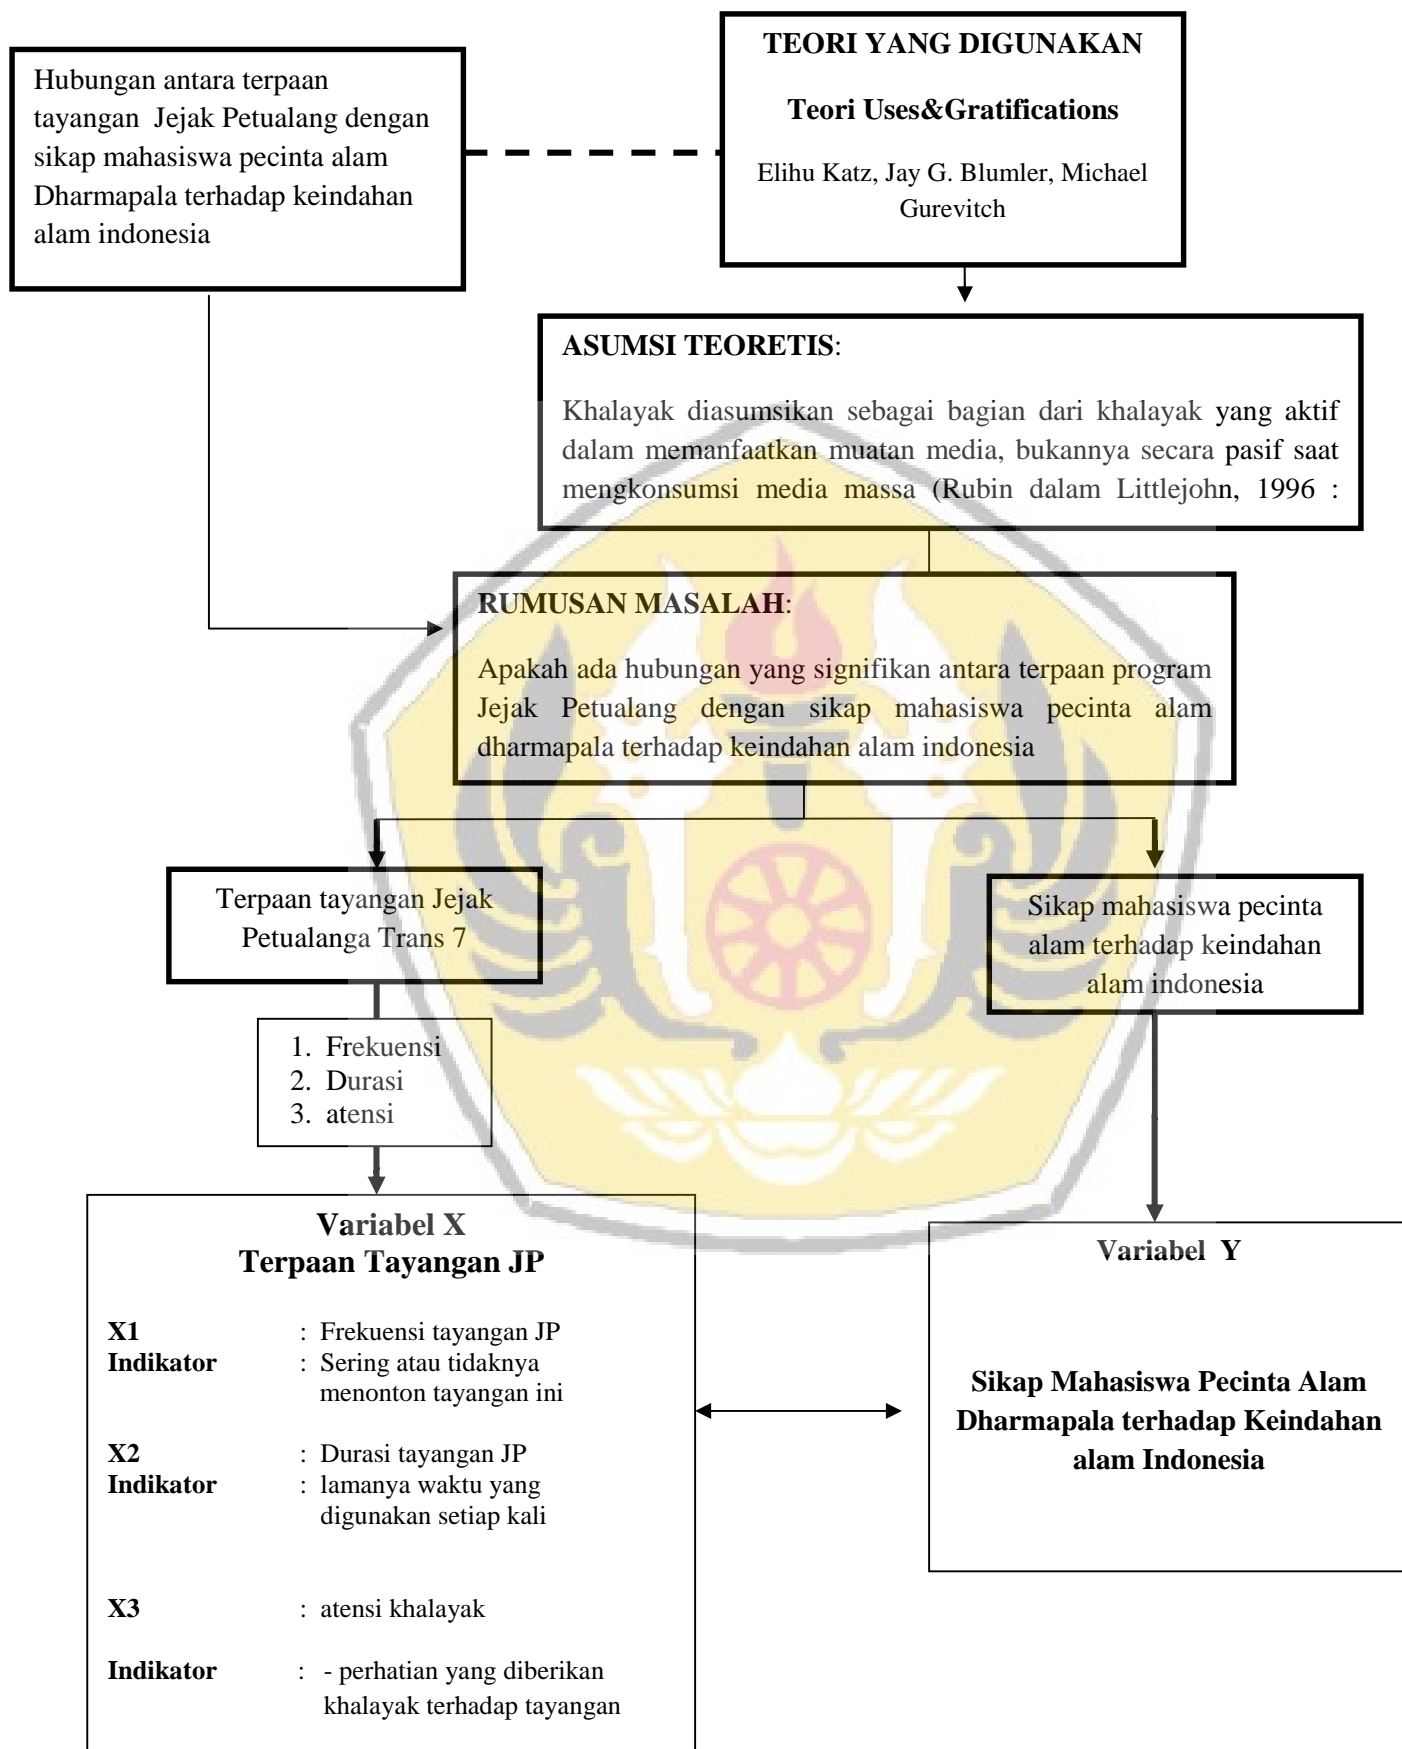 Hubungan antara terpaan
tayangan Jejak Petualang dengan
sikap mahasiswa pecinta alam
Dharmapala terhadap keindahan
alam indonesia
TEORI YANG DIGUNAKAN
Teori Uses&Gratifications
Elihu Katz, Jay G. Blumler, Michael
Gurevitch
ASUMSI TEORETIS:
Khalayak diasumsikan sebagai bagian dari khalayak yang aktif
dalam memanfaatkan muatan media, bukannya secara pasif saat
mengkonsumsi media massa (Rubin dalam Littlejohn, 1996 :
RUMUSAN MASALAH:
Apakah ada hubungan yang signifikan antara terpaan program
Jejak Petualang dengan sikap mahasiswa pecinta alam
dharmapala terhadap keindahan alam indonesia
Terpaan tayangan Jejak
Petualanga Trans 7
Sikap mahasiswa pecinta
alam terhadap keindahan
alam indonesia
1. Frekuensi
2. Durasi
3. atensi
Variabel X
Terpaan Tayangan JP
X1 : Frekuensi tayangan JP
Indikator : Sering atau tidaknya
menonton tayangan ini
X2 : Durasi tayangan JP
Indikator : lamanya waktu yang
digunakan setiap kali
X3 : atensi khalayak
Indikator : - perhatian yang diberikan
khalayak terhadap tayangan
Variabel Y
Sikap Mahasiswa Pecinta Alam
Dharmapala terhadap Keindahan
alam Indonesia